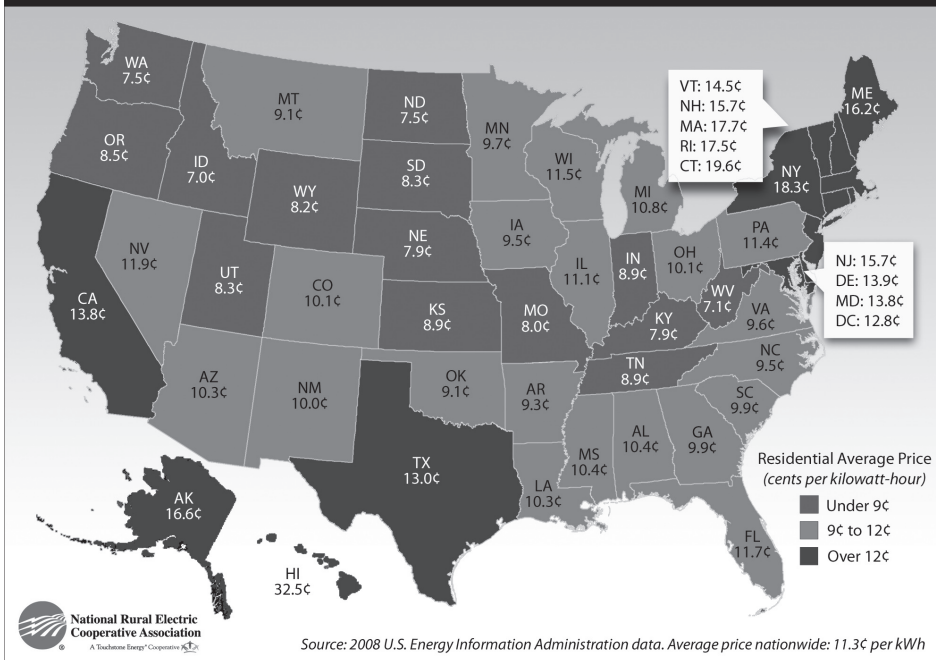 WA
7.5¢
MT
9.1¢
ND
7.5¢
MN
9.7¢
VT: 14.5¢
NH: 15.7¢
MA: 17.7¢
RI: 17.5¢
CT: 19.6¢
ME
16.2¢
OR
8.5¢
ID
7.0¢
WY
8.2¢
SD
8.3¢
WI
11.5¢
MI
10.8¢
NY
18.3¢
NV
11.9¢
UT
8.3¢
CO
10.1¢
NE
7.9¢
IA
9.5¢
IL
11.1¢
IN
8.9¢
OH
10.1¢
PA
11.4¢
NJ: 15.7¢
DE: 13.9¢
MD: 13.8¢
DC: 12.8¢
CA
13.8¢
KS
8.9¢
MO
8.0¢
KY
7.9¢
WV
7.1¢
VA
9.6¢
AZ
10.3¢
NM
10.0¢
OK
9.1¢
AR
9.3¢
TN
8.9¢
NC
9.5¢
SC
9.9¢
TX
13.0¢
LA
10.3¢
MS
10.4¢
AL
10.4¢
GA
9.9¢
FL
11.7¢
AK
16.6¢
HI
32.5¢
Residential Average Price
(cents per kilowatt-hour)
Under 9¢
9¢ to 12¢
Over 12¢
National Rural Electric
Cooperative Association
A Touchstone Energy® Cooperative
®
Source: 2008 U.S. Energy Information Administration data. Average price nationwide: 11.3¢ per kWh